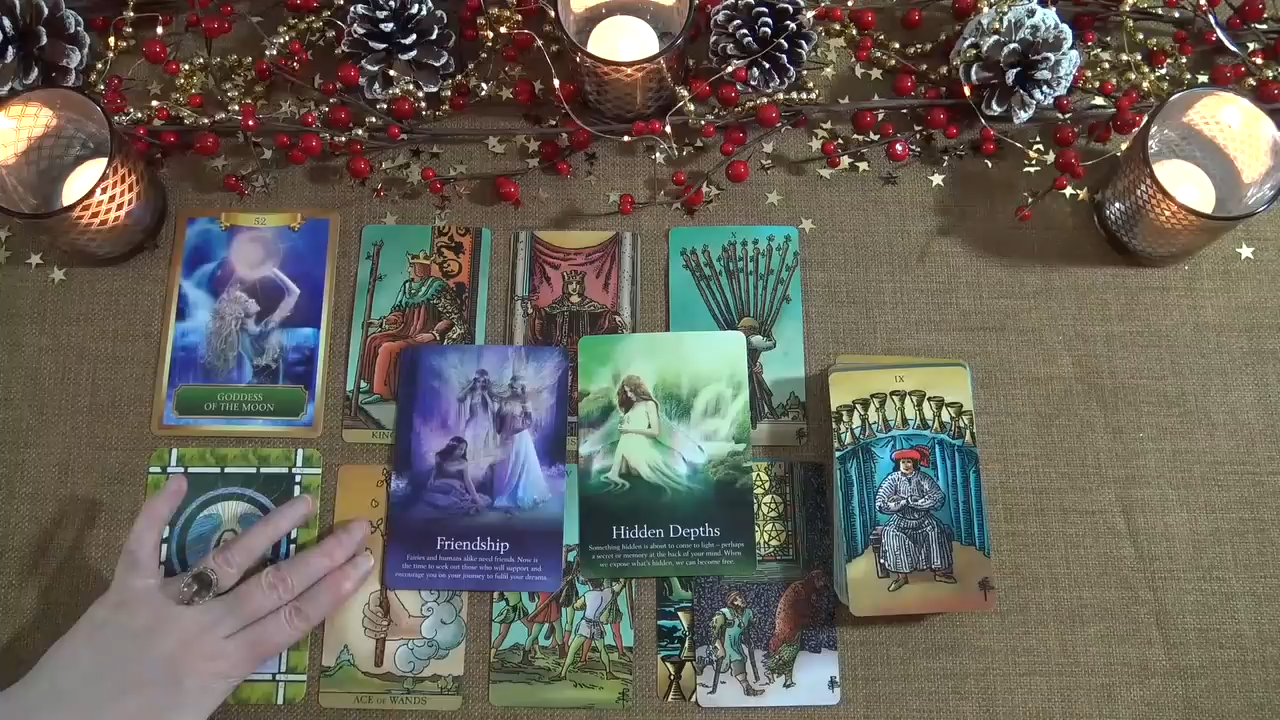 52
GODDESS
OF THE MOON
KING
X
IX
Friendship
Fairies and humans alike need friends. Now is
the time to seek out those who will support and
encourage you on your journey to fulfil your dreams.
Hidden Depths
Something hidden is about to come to light – perhaps
a secret or memory at the back of your mind. When
we expose what's hidden, we can become free.
ACE OF WANDS